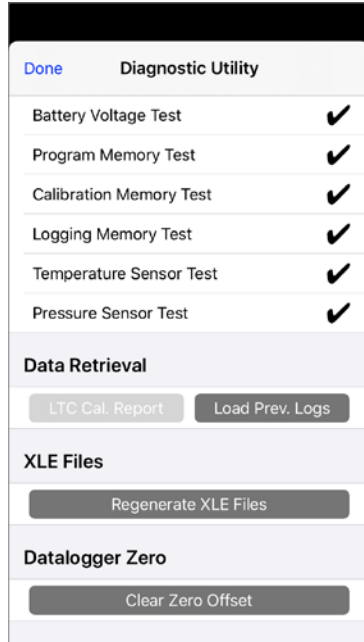 Done Diagnostic Utility
Battery Voltage Test
Program Memory Test
Calibration Memory Test
Logging Memory Test
Temperature Sensor Test
Pressure Sensor Test
Data Retrieval
LTC Cal. Report Load Prev. Logs
XLE Files
Regenerate XLE Files
Datalogger Zero
Clear Zero Offset